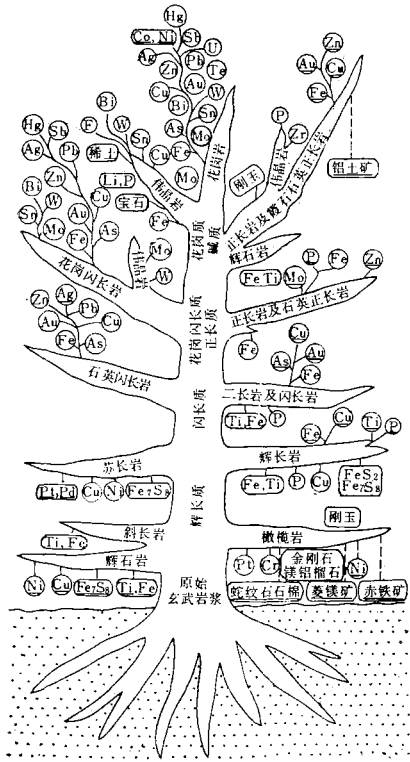 Hg
Co, Ni
Sb
U
Ag
Pb
Zn
Te
Cu
W
Bi
Sn
As
Mo
Fe
花岗岩
Zn
Au
Cu
Fe
铝土矿
P
Zr
伟晶岩
刚玉
正长岩及霞石石英正长岩
Bi
F
W
Sn
稀土
Cu
Li,P
宝石
Fe
伟晶岩
Hg
Sb
Ag
Pb
Zn
Bi
Cu
W
Au
Sn
Mo
Fe
As
花岗闪长岩
Mo
W
伟晶岩
花岗质
碱质
辉石岩
Fe Ti
Mo
P
Fe
Zn
正长岩及石英正长岩
Fe
花岗闪长质
正长质
Zn
Ag
Pb
Au
Cu
Fe
As
石英闪长岩
Cu
As
Au
Fe
二长岩及闪长岩
Ti,Fe
P
闪长质
Fe
Cu
Ti
P
辉长岩
Fe,Ti
P
Cu
FeS2
Fe7S8
苏长岩
Pt,Pd
Cu
Ni
Fe7S8
辉长质
刚玉
斜长岩
Ti, Fe
橄榄岩
Pt
Cr
金刚石
镁铝榴石
Ni
蛇纹石石棉
菱镁矿
赤铁矿
辉石岩
Ni
Cu
Fe7S8
Ti,Fe
原始
玄武岩浆